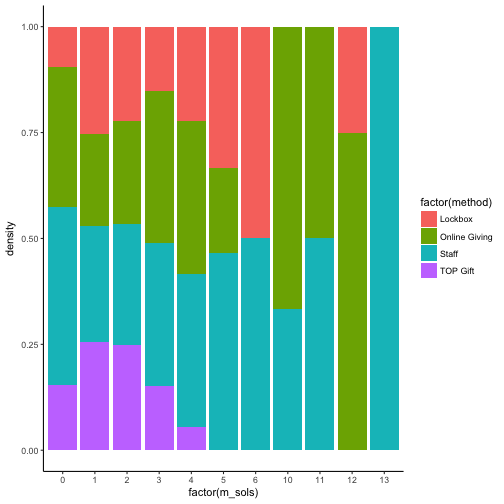 1.00
0.75
0.50
0.25
0.00
density
0 1 2 3 4 5 6 10 11 12 13
factor(m_sols)
factor(method)
Lockbox
Online Giving
Staff
TOP Gift